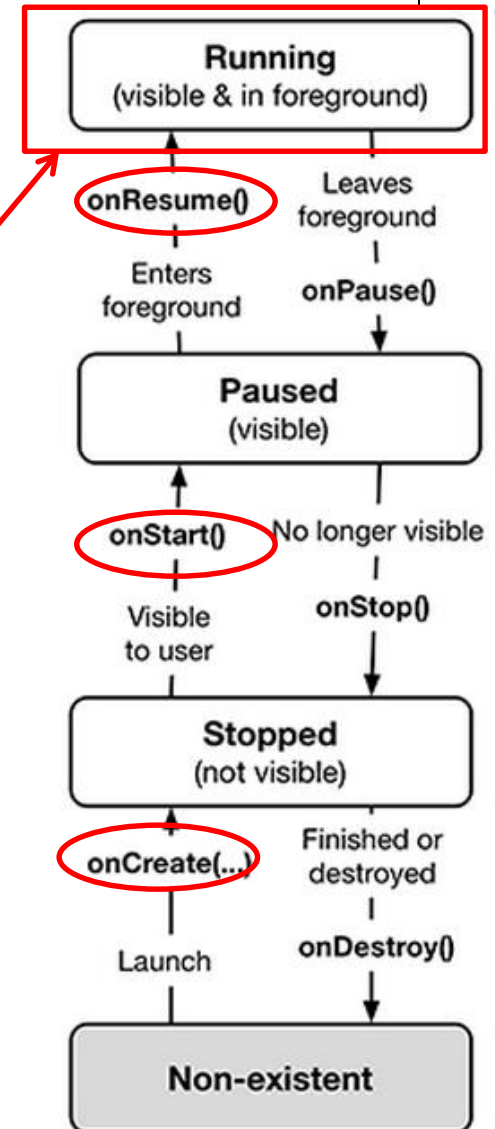 Running
(visible & in foreground)
onResume()
Leaves
foreground
Enters
foreground
onPause()
Paused
(visible)
onStart()
No longer visible
Visible
to user
onStop()
Stopped
(not visible)
onCreate(...)
Finished or
destroyed
Launch
onDestroy()
Non-existent